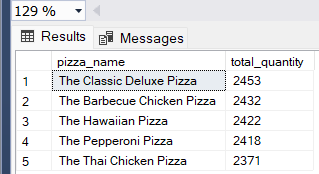 129 %
Results Messages
pizza_name total_quantity
1 The Classic Deluxe Pizza 2453
2 The Barbecue Chicken Pizza 2432
3 The Hawaiian Pizza 2422
4 The Pepperoni Pizza 2418
5 The Thai Chicken Pizza 2371